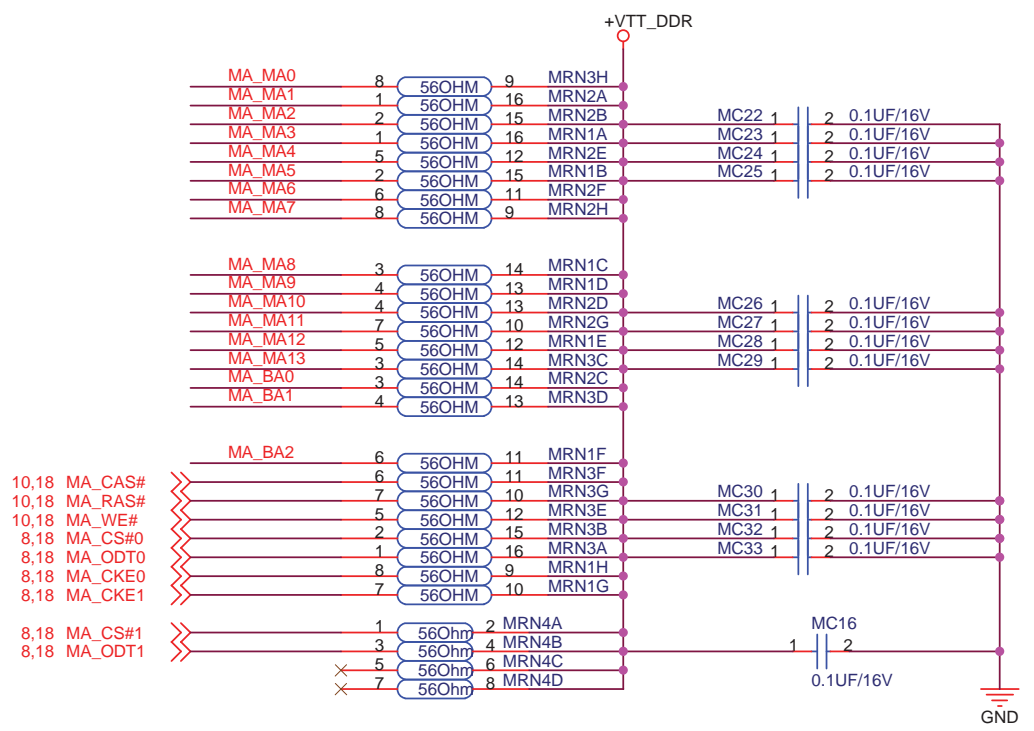 +VTT_DDR
MA_MA0 8 56OHM 9 MRN3H
MA_MA1 1 56OHM 16 MRN2A
MA_MA2 2 56OHM 15 MRN2B MC22 1 2 0.1UF/16V
MA_MA3 1 56OHM 16 MRN1A MC23 1 2 0.1UF/16V
MA_MA4 5 56OHM 12 MRN2E MC24 1 2 0.1UF/16V
MA_MA5 2 56OHM 15 MRN1B MC25 1 2 0.1UF/16V
MA_MA6 6 56OHM 11 MRN2F
MA_MA7 8 56OHM 9 MRN2H
MA_MA8 3 56OHM 14 MRN1C
MA_MA9 4 56OHM 13 MRN1D
MA_MA10 4 56OHM 13 MRN2D MC26 1 2 0.1UF/16V
MA_MA11 7 56OHM 10 MRN2G MC27 1 2 0.1UF/16V
MA_MA12 5 56OHM 12 MRN1E MC28 1 2 0.1UF/16V
MA_MA13 3 56OHM 14 MRN3C MC29 1 2 0.1UF/16V
MA_BA0 3 56OHM 14 MRN2C
MA_BA1 4 56OHM 13 MRN3D
MA_BA2 6 56OHM 11 MRN1F
10,18 MA_CAS# 6 56OHM 11 MRN3F
10,18 MA_RAS# 7 56OHM 10 MRN3G MC30 1 2 0.1UF/16V
10,18 MA_WE# 5 56OHM 12 MRN3E MC31 1 2 0.1UF/16V
8,18 MA_CS#0 2 56OHM 15 MRN3B MC32 1 2 0.1UF/16V
8,18 MA_ODT0 1 56OHM 16 MRN3A MC33 1 2 0.1UF/16V
8,18 MA_CKE0 8 56OHM 9 MRN1H
8,18 MA_CKE1 7 56OHM 10 MRN1G
8,18 MA_CS#1 1 56Ohm 2 MRN4A MC16
8,18 MA_ODT1 3 56Ohm 4 MRN4B 1 2
5 56Ohm 6 MRN4C
7 56Ohm 8 MRN4D 0.1UF/16V
GND